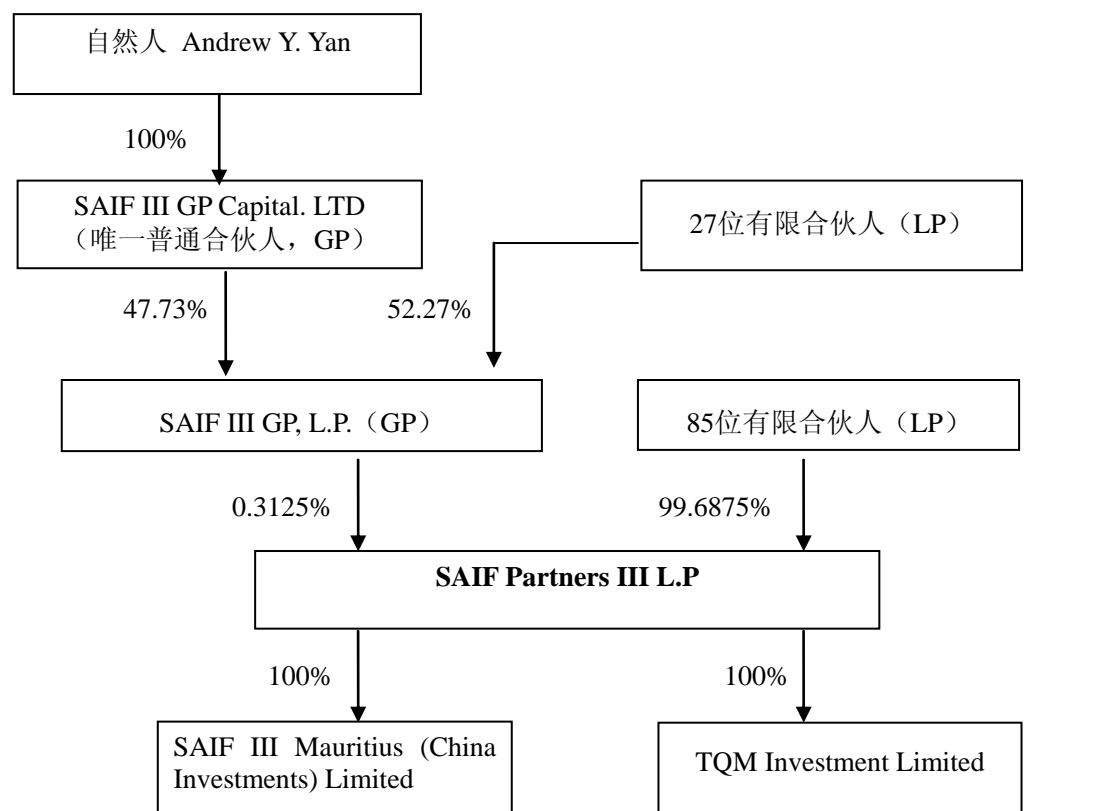 自然人 Andrew Y. Yan
100%
SAIF III GP Capital. LTD
（唯一普通合伙人，GP）
27位有限合伙人（LP）
47.73%
52.27%
SAIF III GP, L.P.（GP）
85位有限合伙人（LP）
0.3125%
99.6875%
SAIF Partners III L.P
100%
100%
SAIF III Mauritius (China
Investments) Limited
TQM Investment Limited